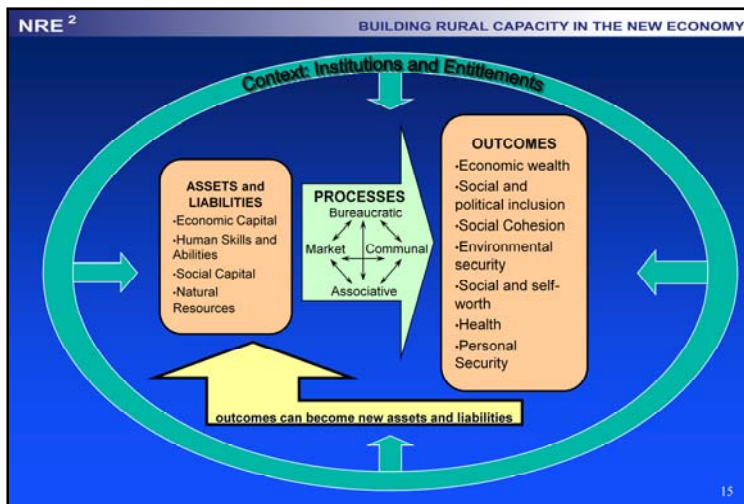 NRE 2
BUILDING RURAL CAPACITY IN THE NEW ECONOMY
Context: Institutions and Entitlements
ASSETS and
LIABILITIES
•Economic Capital
•Human Skills and
Abilities
•Social Capital
•Natural
Resources
PROCESSES
Bureaucratic
Market
Communal
Associative
OUTCOMES
•Economic wealth
•Social and
political inclusion
•Social Cohesion
•Environmental
security
•Social and self-
worth
•Health
•Personal
Security
outcomes can become new assets and liabilities
15